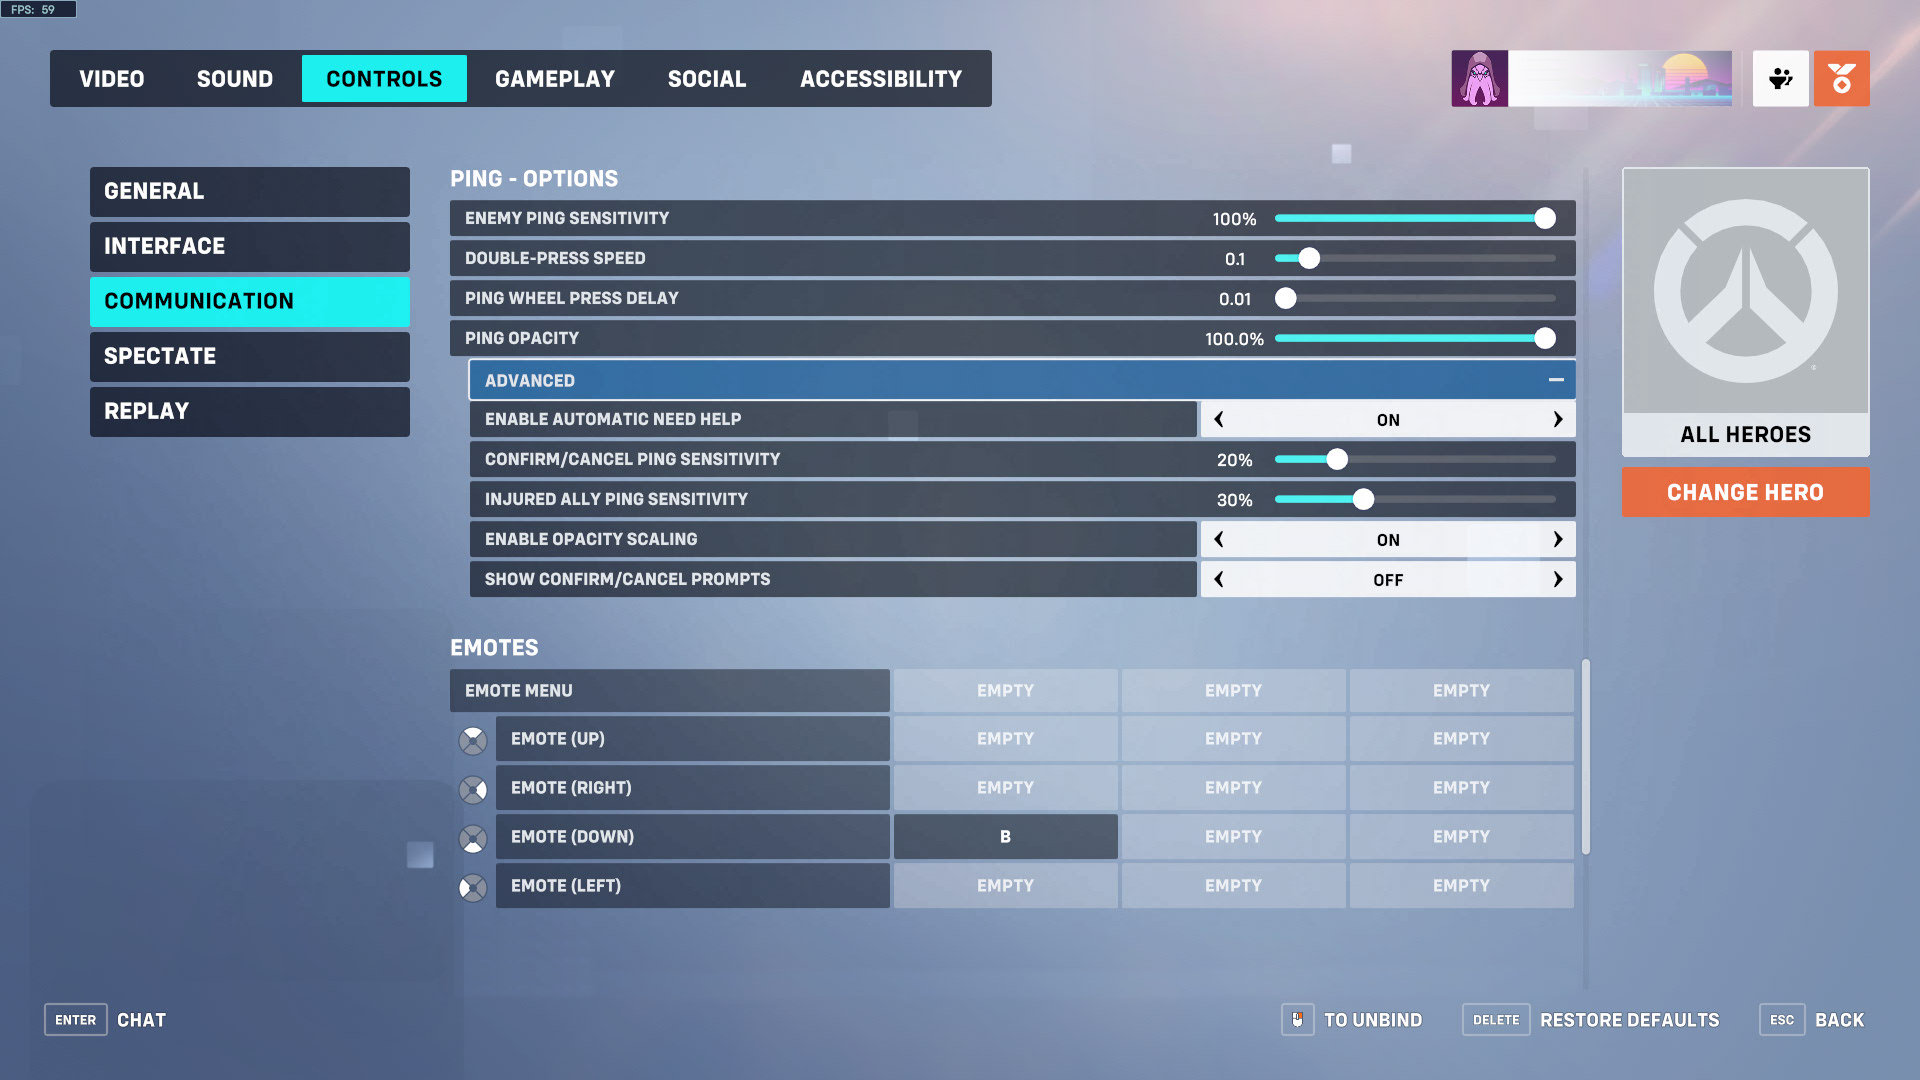 FPS: 59
VIDEO SOUND CONTROLS GAMEPLAY SOCIAL ACCESSIBILITY
GENERAL
INTERFACE
COMMUNICATION
SPECTATE
REPLAY
PING - OPTIONS
ENEMY PING SENSITIVITY 100%
DOUBLE-PRESS SPEED 0.1
PING WHEEL PRESS DELAY 0.01
PING OPACITY 100.0%
ADVANCED
ENABLE AUTOMATIC NEED HELP ON
CONFIRM/CANCEL PING SENSITIVITY 20%
INJURED ALLY PING SENSITIVITY 30%
ENABLE OPACITY SCALING ON
SHOW CONFIRM/CANCEL PROMPTS OFF
EMOTES
EMOTE MENU EMPTY EMPTY EMPTY
EMOTE (UP) EMPTY EMPTY EMPTY
EMOTE (RIGHT) EMPTY EMPTY EMPTY
EMOTE (DOWN) B EMPTY EMPTY
EMOTE (LEFT) EMPTY EMPTY EMPTY
ALL HEROES
CHANGE HERO
ENTER CHAT
TO UNBIND DELETE RESTORE DEFAULTS ESC BACK